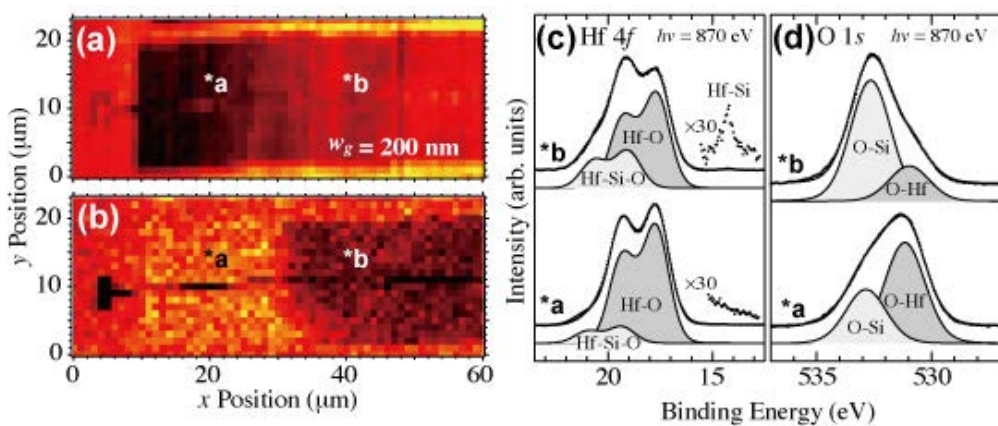 (a)
*a
*b
w_g = 200 nm
20
10
0
y Position (μm)
(b)
*a
*b
20
10
0
0 20 40 60
x Position (μm)
(c) Hf 4f hν = 870 eV
Hf-Si
×30
*b
Hf-O
Hf-Si-O
×30
*a
Hf-O
Hf-Si-O
20 15
Intensity (arb. units)
(d) O 1s hν = 870 eV
*b
O-Si
O-Hf
*a
O-Hf
O-Si
535 530
Binding Energy (eV)